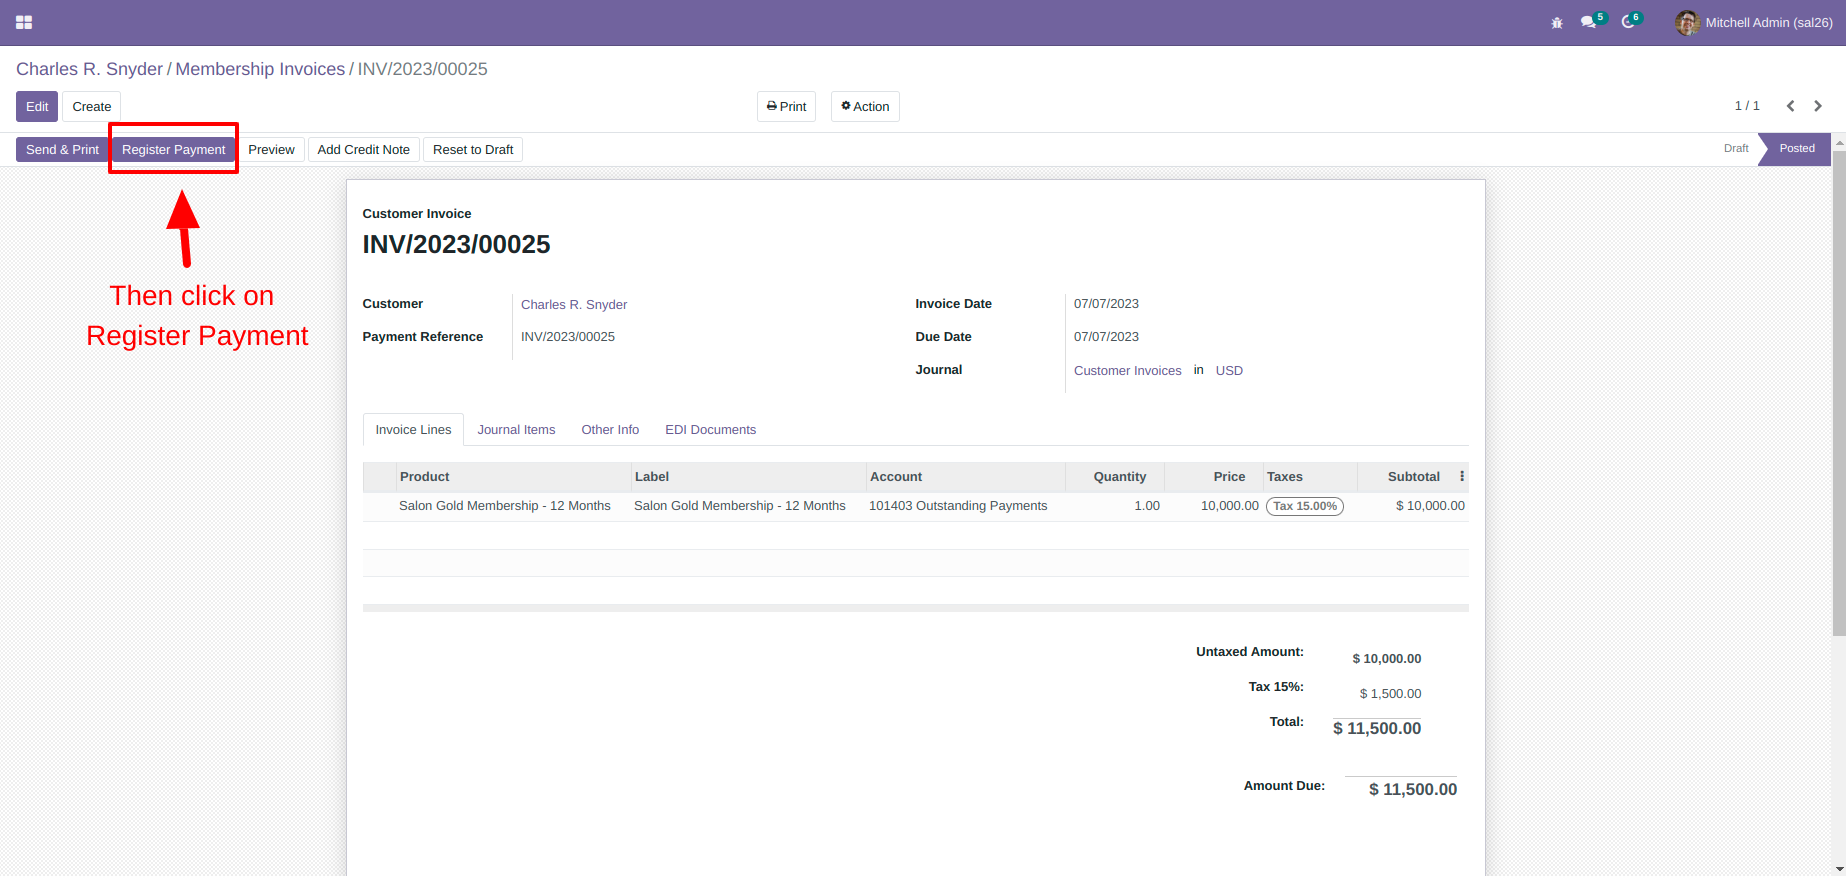 5 6 Mitchell Admin (sal26)
Charles R. Snyder / Membership Invoices / INV/2023/00025
Edit Create Print Action 1 / 1
Send & Print Register Payment Preview Add Credit Note Reset to Draft Draft Posted
Then click on
Register Payment
Customer Invoice
INV/2023/00025
Customer Charles R. Snyder Invoice Date 07/07/2023
Payment Reference INV/2023/00025 Due Date 07/07/2023
Journal Customer Invoices in USD
Invoice Lines Journal Items Other Info EDI Documents
Product Label Account Quantity Price Taxes Subtotal
Salon Gold Membership - 12 Months Salon Gold Membership - 12 Months 101403 Outstanding Payments 1.00 10,000.00 Tax 15.00% $ 10,000.00
Untaxed Amount: $ 10,000.00
Tax 15%: $ 1,500.00
Total: $ 11,500.00
Amount Due: $ 11,500.00